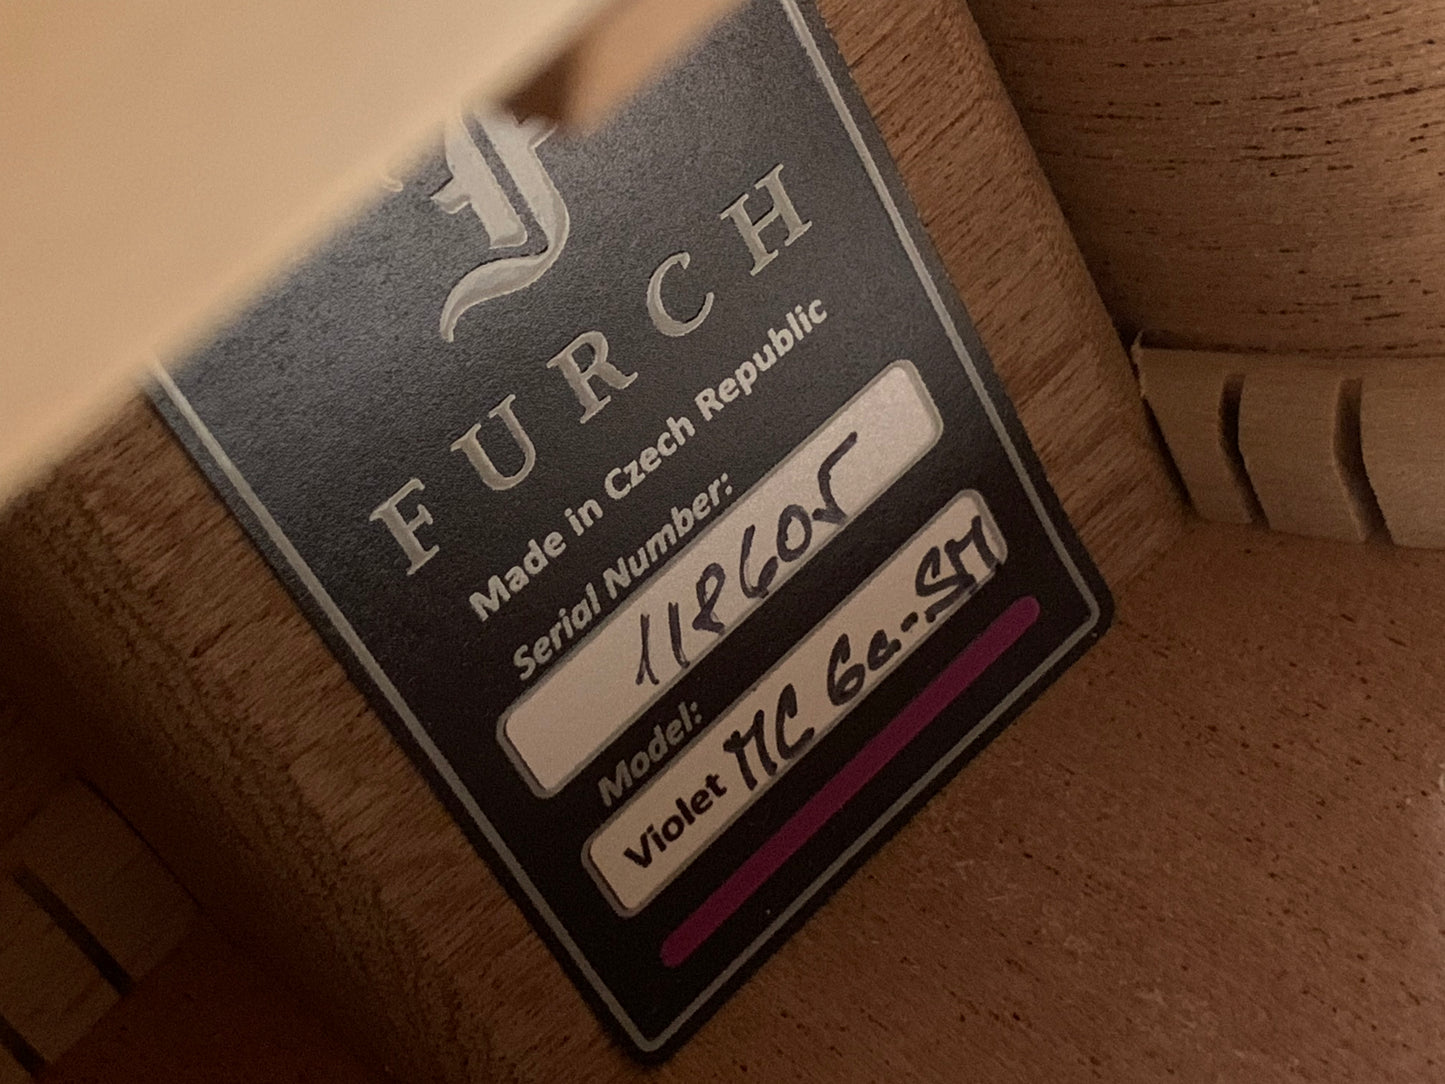 F
FURCH
Made in Czech Republic
Serial Number:
118605
Model:
Violet MC Gc-SM